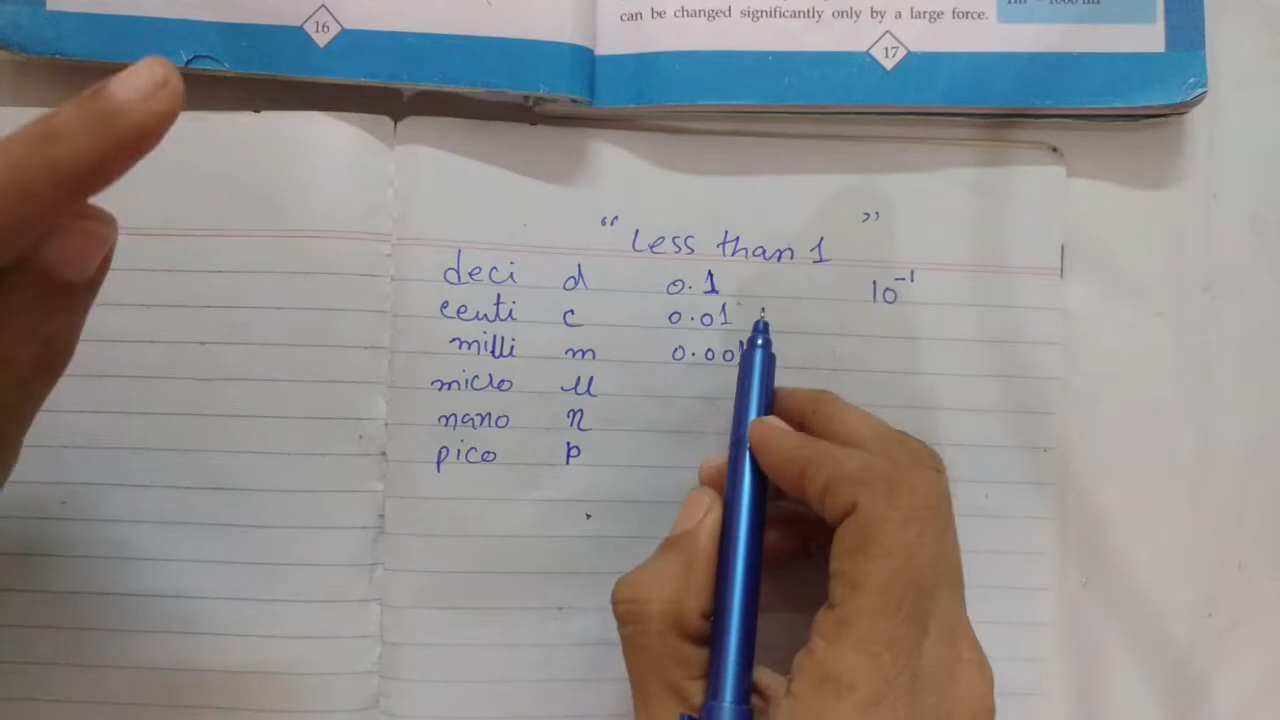 16
can be changed significantly only by a large force.
17
“ Less than 1 ”
deci d 0.1 10⁻¹
centi c 0.01
milli m 0.001
micro µ
nano n
pico p